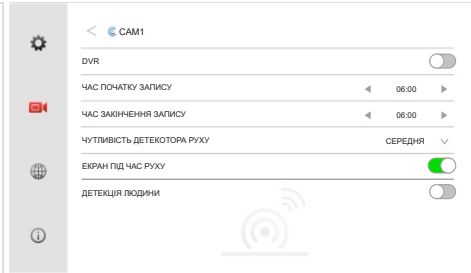 < CAM1
DVR
ЧАС ПОЧАТКУ ЗАПИСУ 06:00
ЧАС ЗАКІНЧЕННЯ ЗАПИСУ 06:00
ЧУТЛИВІСТЬ ДЕТЕКОТОРА РУХУ СЕРЕДНЯ
ЕКРАН ПІД ЧАС РУХУ
ДЕТЕКЦІЯ ЛЮДИНИ